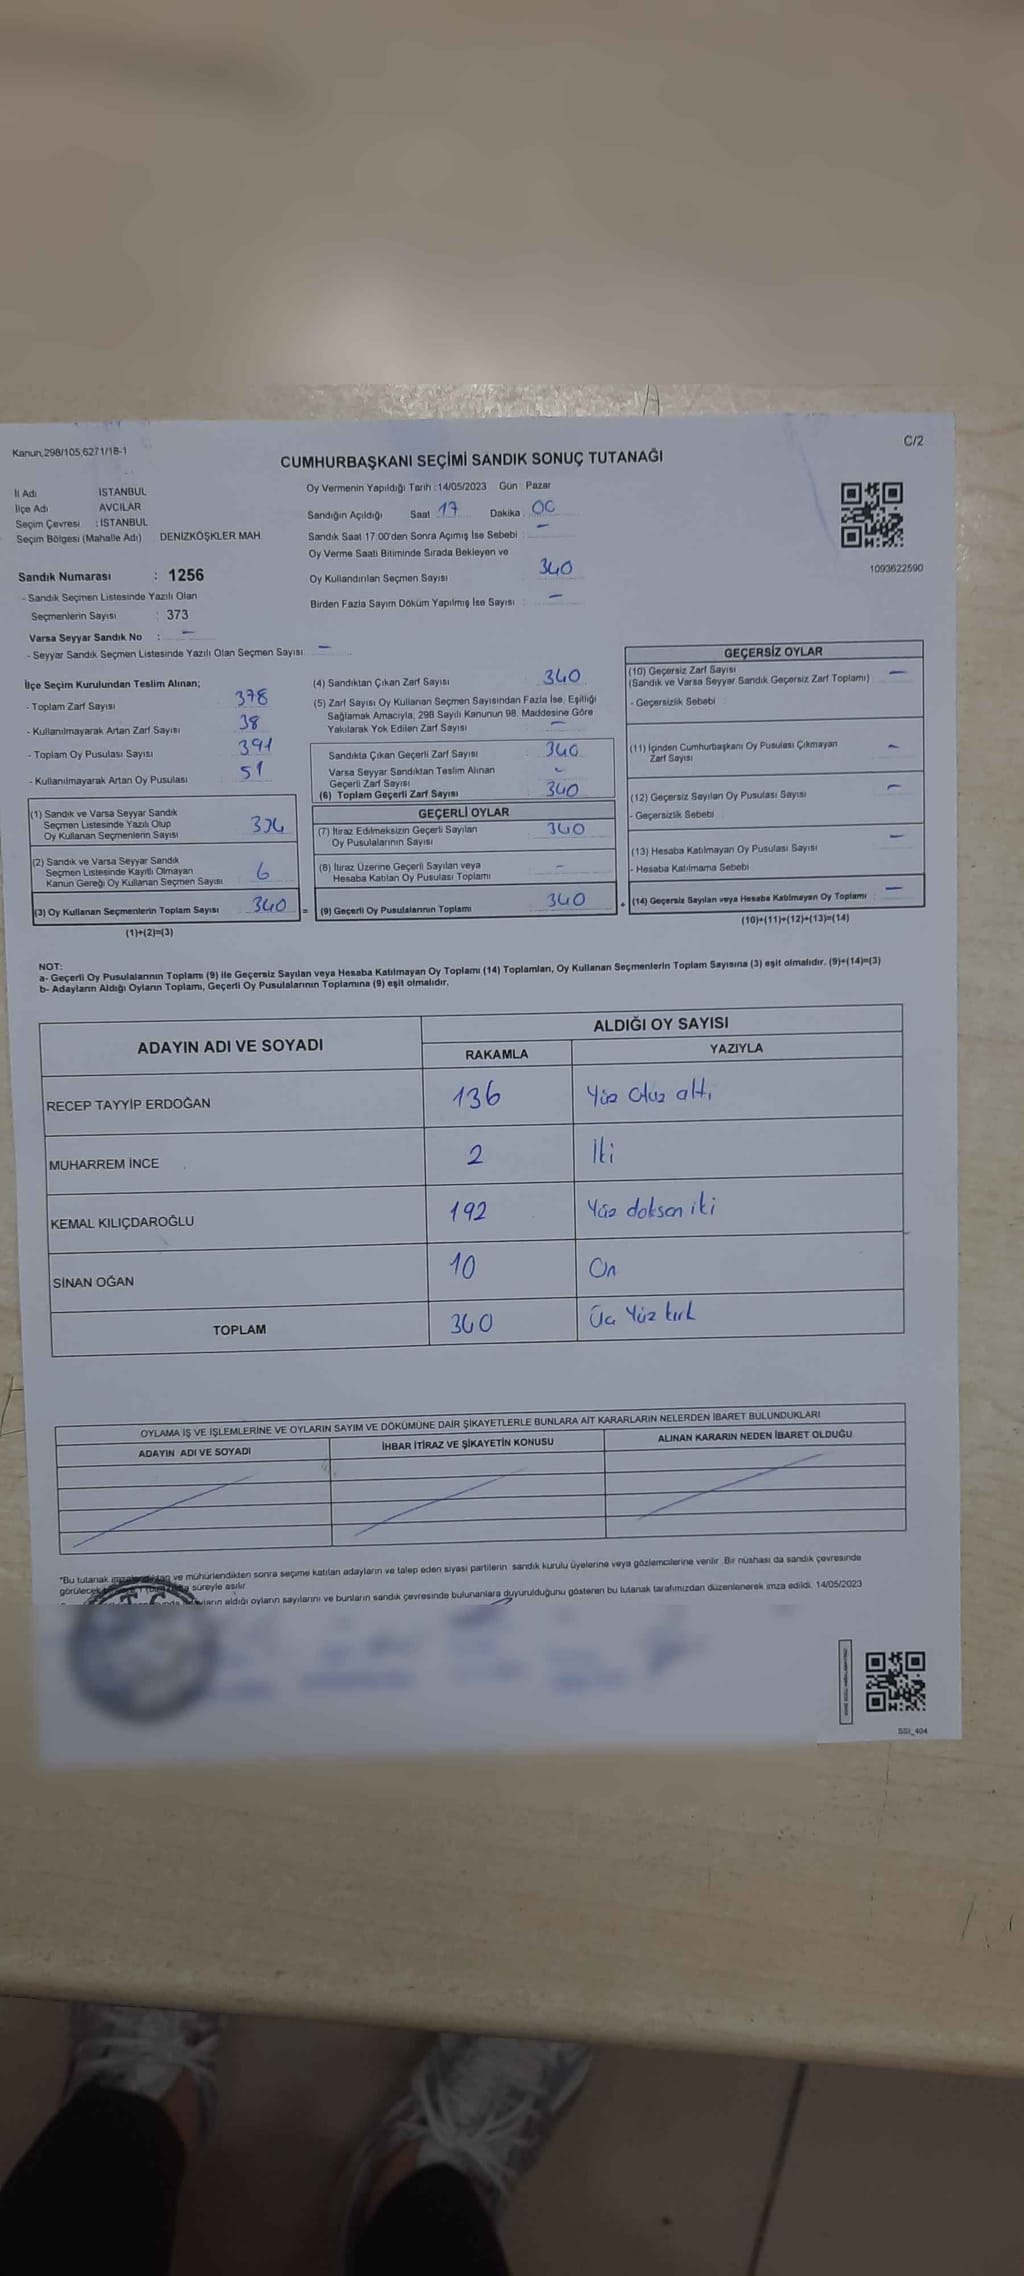 Kanun,298/105,6271/18-1
C/2
CUMHURBAŞKANI SEÇİMİ SANDIK SONUÇ TUTANAĞI
İl Adı İSTANBUL
İlçe Adı AVCILAR
Seçim Çevresi : İSTANBUL
Seçim Bölgesi (Mahalle Adı) DENİZKÖŞKLER MAH.
Sandık Numarası : 1256
- Sandık Seçmen Listesinde Yazılı Olan
Seçmenlerin Sayısı : 373
Varsa Seyyar Sandık No : -
- Seyyar Sandık Seçmen Listesinde Yazılı Olan Seçmen Sayısı : -
Oy Vermenin Yapıldığı Tarih : 14/05/2023 Gün : Pazar
Sandığın Açıldığı Saat 17 Dakika 00
Sandık Saat 17.00'den Sonra Açımış İse Sebebi : -
Oy Verme Saati Bitiminde Sırada Bekleyen ve
Oy Kullandırılan Seçmen Sayısı 340
Birden Fazla Sayım Döküm Yapılmış İse Sayısı : -
1093622590
İlçe Seçim Kurulundan Teslim Alınan;
- Toplam Zarf Sayısı 378
- Kullanılmayarak Artan Zarf Sayısı 38
- Toplam Oy Pusulası Sayısı 391
- Kullanılmayarak Artan Oy Pusulası 51
(1) Sandık ve Varsa Seyyar Sandık
Seçmen Listesinde Yazılı Olup
Oy Kullanan Seçmenlerin Sayısı 334
(2) Sandık ve Varsa Seyyar Sandık
Seçmen Listesinde Kayıtlı Olmayan
Kanun Gereği Oy Kullanan Seçmen Sayısı 6
(3) Oy Kullanan Seçmenlerin Toplam Sayısı 340 =
(1)+(2)=(3)
(4) Sandıktan Çıkan Zarf Sayısı 340
(5) Zarf Sayısı Oy Kullanan Seçmen Sayısından Fazla İse, Eşitliği
Sağlamak Amacıyla, 298 Sayılı Kanunun 98. Maddesine Göre
Yakılarak Yok Edilen Zarf Sayısı -
Sandıkta Çıkan Geçerli Zarf Sayısı 340
Varsa Seyyar Sandıktan Teslim Alınan
Geçerli Zarf Sayısı -
(6) Toplam Geçerli Zarf Sayısı 340
GEÇERLİ OYLAR
(7) İtiraz Edilmeksizin Geçerli Sayılan
Oy Pusulalarının Sayısı 340
(8) İtiraz Üzerine Geçerli Sayılan veya
Hesaba Katılan Oy Pusulası Toplamı -
(9) Geçerli Oy Pusulalarının Toplamı 340 +
GEÇERSİZ OYLAR
(10) Geçersiz Zarf Sayısı -
(Sandık ve Varsa Seyyar Sandık Geçersiz Zarf Toplamı)
- Geçersizlik Sebebi
(11) İçinden Cumhurbaşkanı Oy Pusulası Çıkmayan -
Zarf Sayısı
(12) Geçersiz Sayılan Oy Pusulası Sayısı -
- Geçersizlik Sebebi
(13) Hesaba Katılmayan Oy Pusulası Sayısı -
- Hesaba Katılmama Sebebi
(14) Geçersiz Sayılan veya Hesaba Katılmayan Oy Toplamı -
(10)+(11)+(12)+(13)=(14)
NOT:
a- Geçerli Oy Pusulalarının Toplamı (9) ile Geçersiz Sayılan veya Hesaba Katılmayan Oy Toplamı (14) Toplamları, Oy Kullanan Seçmenlerin Toplam Sayısına (3) eşit olmalıdır. (9)+(14)=(3)
b- Adayların Aldığı Oyların Toplamı, Geçerli Oy Pusulalarının Toplamına (9) eşit olmalıdır.
ADAYIN ADI VE SOYADI ALDIĞI OY SAYISI
RAKAMLA YAZIYLA
RECEP TAYYİP ERDOĞAN 136 Yüz Otuz altı
MUHARREM İNCE 2 İki
KEMAL KILIÇDAROĞLU 192 Yüz doksan iki
SİNAN OĞAN 10 On
TOPLAM 340 Üç Yüz kırk
OYLAMA İŞ VE İŞLEMLERİNE VE OYLARIN SAYIM VE DÖKÜMÜNE DAİR ŞİKAYETLERLE BUNLARA AİT KARARLARIN NELERDEN İBARET BULUNDUKLARI
ADAYIN ADI VE SOYADI İHBAR İTİRAZ VE ŞİKAYETİN KONUSU ALINAN KARARIN NEDEN İBARET OLDUĞU
"Bu tutanak ve mühürlendikten sonra seçime katılan adayların ve talep eden siyasi partilerin sandık kurulu üyelerine veya gözlemcilerine verilir. Bir nüshası da sandık çevresinde
süreyle asılır.
aldığı oyların sayılarını ve bunların sandık çevresinde bulunanlara duyurulduğunu gösteren bu tutanak tarafımızdan düzenlenerek imza edildi. 14/05/2023
T.C.
SSI_404